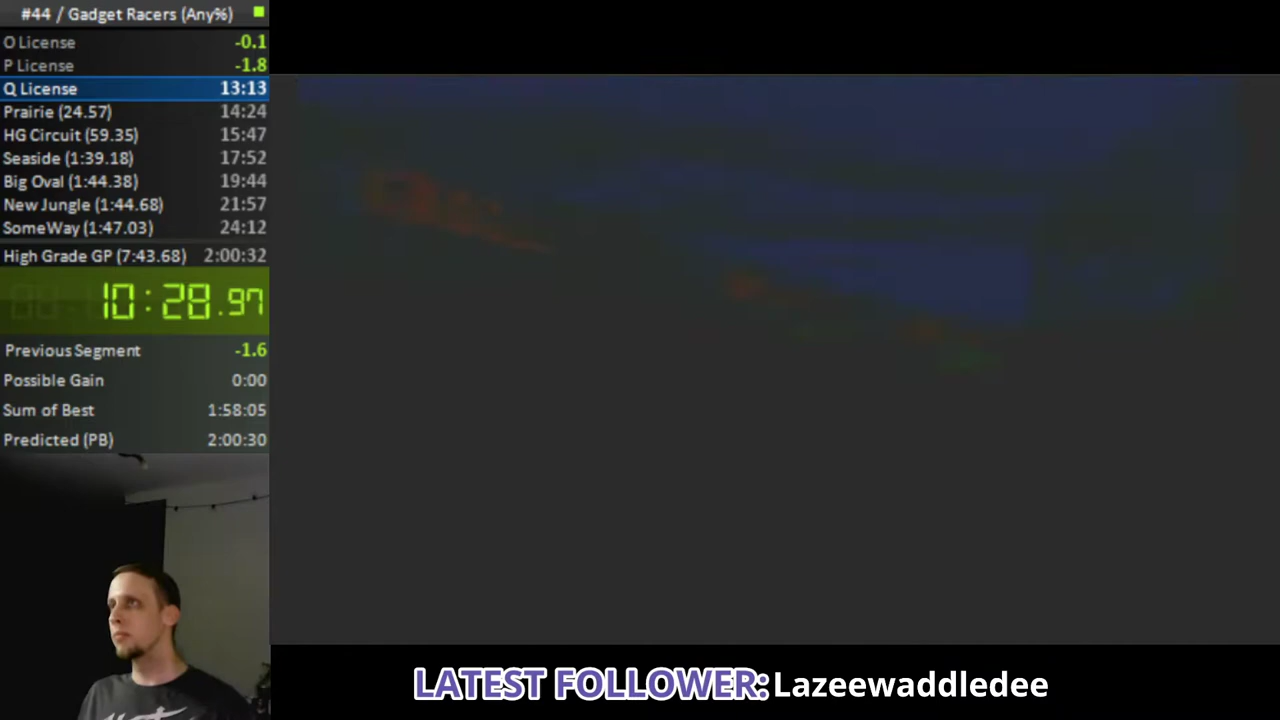 #44 / Gadget Racers (Any%)
O License -0.1
P License -1.8
Q License 13:13
Prairie (24.57) 14:24
HG Circuit (59.35) 15:47
Seaside (1:39.18) 17:52
Big Oval (1:44.38) 19:44
New Jungle (1:44.68) 21:57
SomeWay (1:47.03) 24:12
High Grade GP (7:43.68) 2:00:32
10:28.97
Previous Segment -1.6
Possible Gain 0:00
Sum of Best 1:58:05
Predicted (PB) 2:00:30
LATEST FOLLOWER: Lazeewaddledee